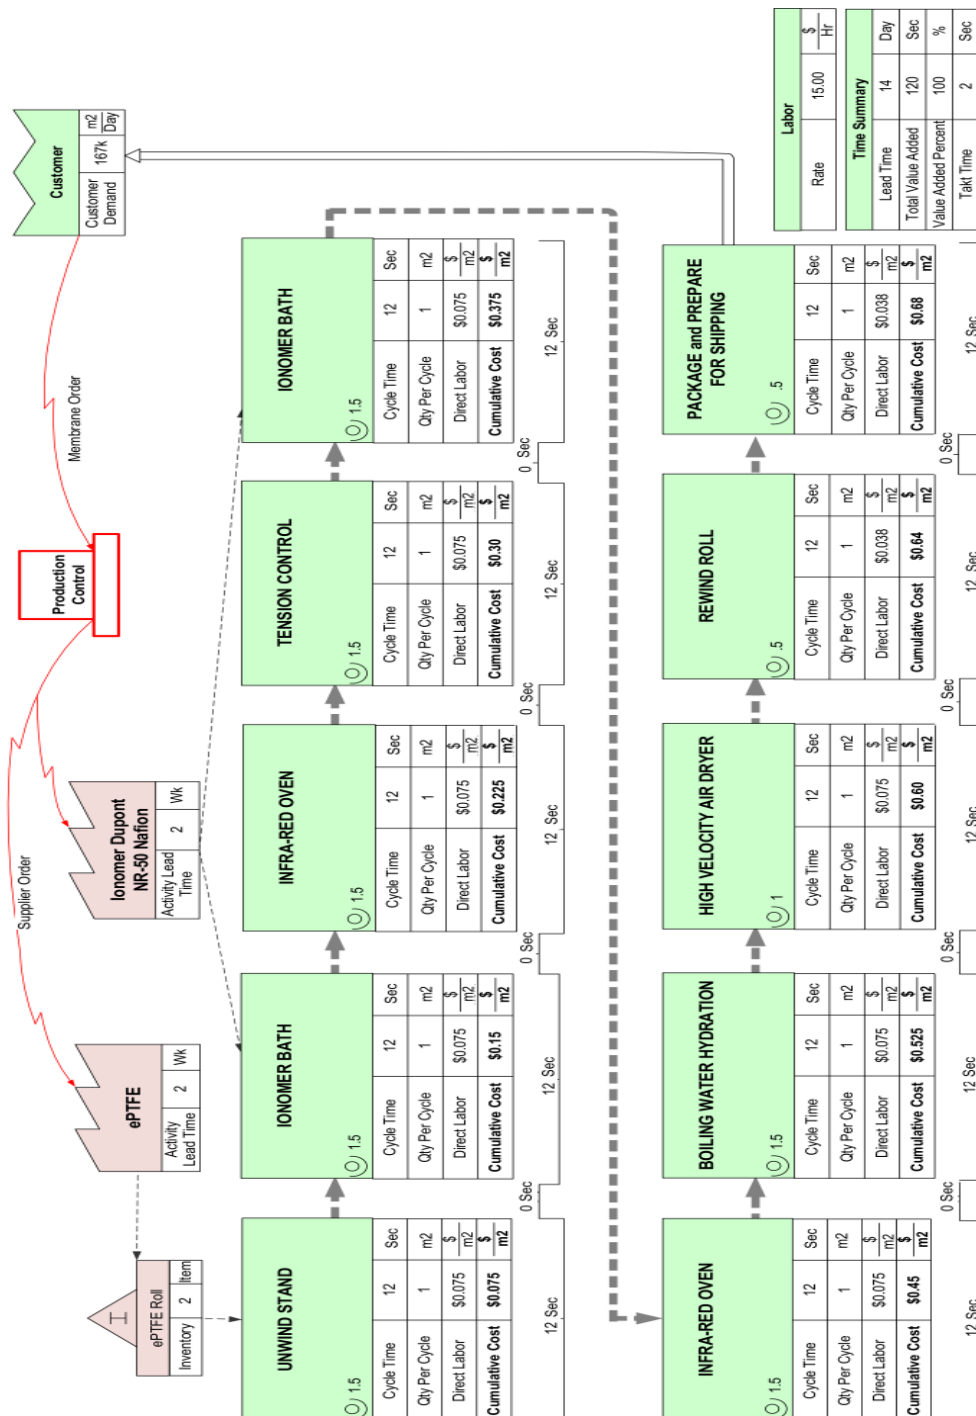 Customer
Customer Demand 167k m2 Day
Membrane Order
Production
Control
Supplier Order
Ionomer Dupont
NR-50 Nafion
Activity Lead Time 2 Wk
ePTFE
Activity Lead Time 2 Wk
I
ePTFE Roll
Inventory 2 Item
UNWIND STAND
1.5
Cycle Time 12 Sec
Qty Per Cycle 1 m2
Direct Labor $0.075 $ m2
Cumulative Cost $0.075 $ m2
12 Sec
0 Sec
IONOMER BATH
1.5
Cycle Time 12 Sec
Qty Per Cycle 1 m2
Direct Labor $0.075 $ m2
Cumulative Cost $0.15 $ m2
12 Sec
0 Sec
INFRA-RED OVEN
1.5
Cycle Time 12 Sec
Qty Per Cycle 1 m2
Direct Labor $0.075 $ m2
Cumulative Cost $0.225 $ m2
12 Sec
0 Sec
TENSION CONTROL
1.5
Cycle Time 12 Sec
Qty Per Cycle 1 m2
Direct Labor $0.075 $ m2
Cumulative Cost $0.30 $ m2
12 Sec
0 Sec
IONOMER BATH
1.5
Cycle Time 12 Sec
Qty Per Cycle 1 m2
Direct Labor $0.075 $ m2
Cumulative Cost $0.375 $ m2
12 Sec
INFRA-RED OVEN
1.5
Cycle Time 12 Sec
Qty Per Cycle 1 m2
Direct Labor $0.075 $ m2
Cumulative Cost $0.45 $ m2
12 Sec
0 Sec
BOILING WATER HYDRATION
1.5
Cycle Time 12 Sec
Qty Per Cycle 1 m2
Direct Labor $0.075 $ m2
Cumulative Cost $0.525 $ m2
12 Sec
0 Sec
HIGH VELOCITY AIR DRYER
1
Cycle Time 12 Sec
Qty Per Cycle 1 m2
Direct Labor $0.075 $ m2
Cumulative Cost $0.60 $ m2
12 Sec
0 Sec
REWIND ROLL
.5
Cycle Time 12 Sec
Qty Per Cycle 1 m2
Direct Labor $0.038 $ m2
Cumulative Cost $0.64 $ m2
12 Sec
0 Sec
PACKAGE and PREPARE
FOR SHIPPING
.5
Cycle Time 12 Sec
Qty Per Cycle 1 m2
Direct Labor $0.038 $ m2
Cumulative Cost $0.68 $ m2
12 Sec
Labor
Rate 15.00 $ Hr
Time Summary
Lead Time 14 Day
Total Value Added 120 Sec
Value Added Percent 100 %
Takt Time 2 Sec